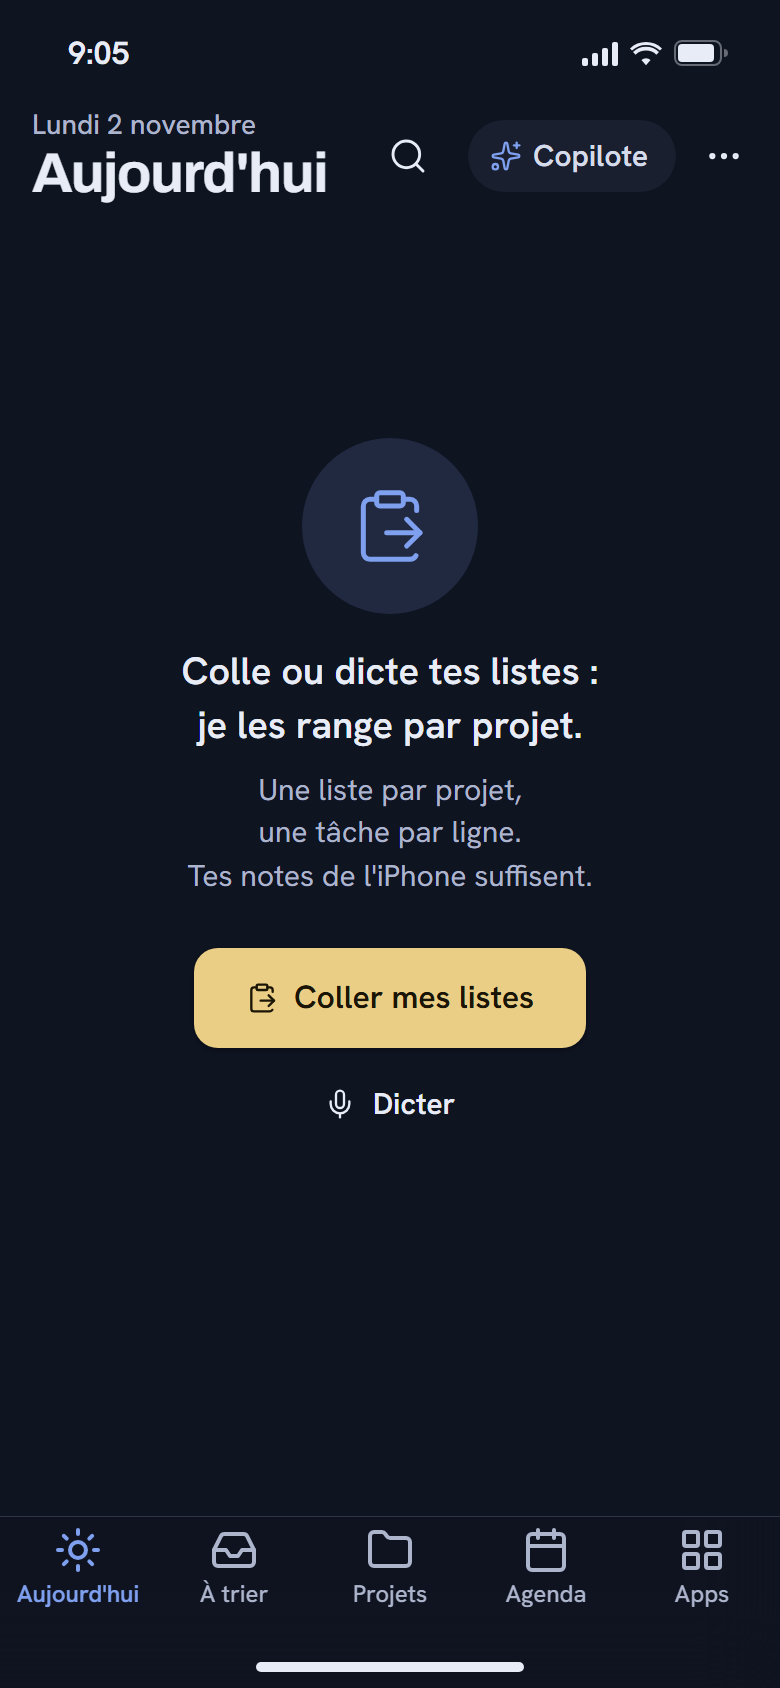 9:05
Lundi 2 novembre
Aujourd'hui
Copilote
Colle ou dicte tes listes :
je les range par projet.
Une liste par projet,
une tâche par ligne.
Tes notes de l'iPhone suffisent.
Coller mes listes
Dicter
Aujourd'hui
À trier
Projets
Agenda
Apps